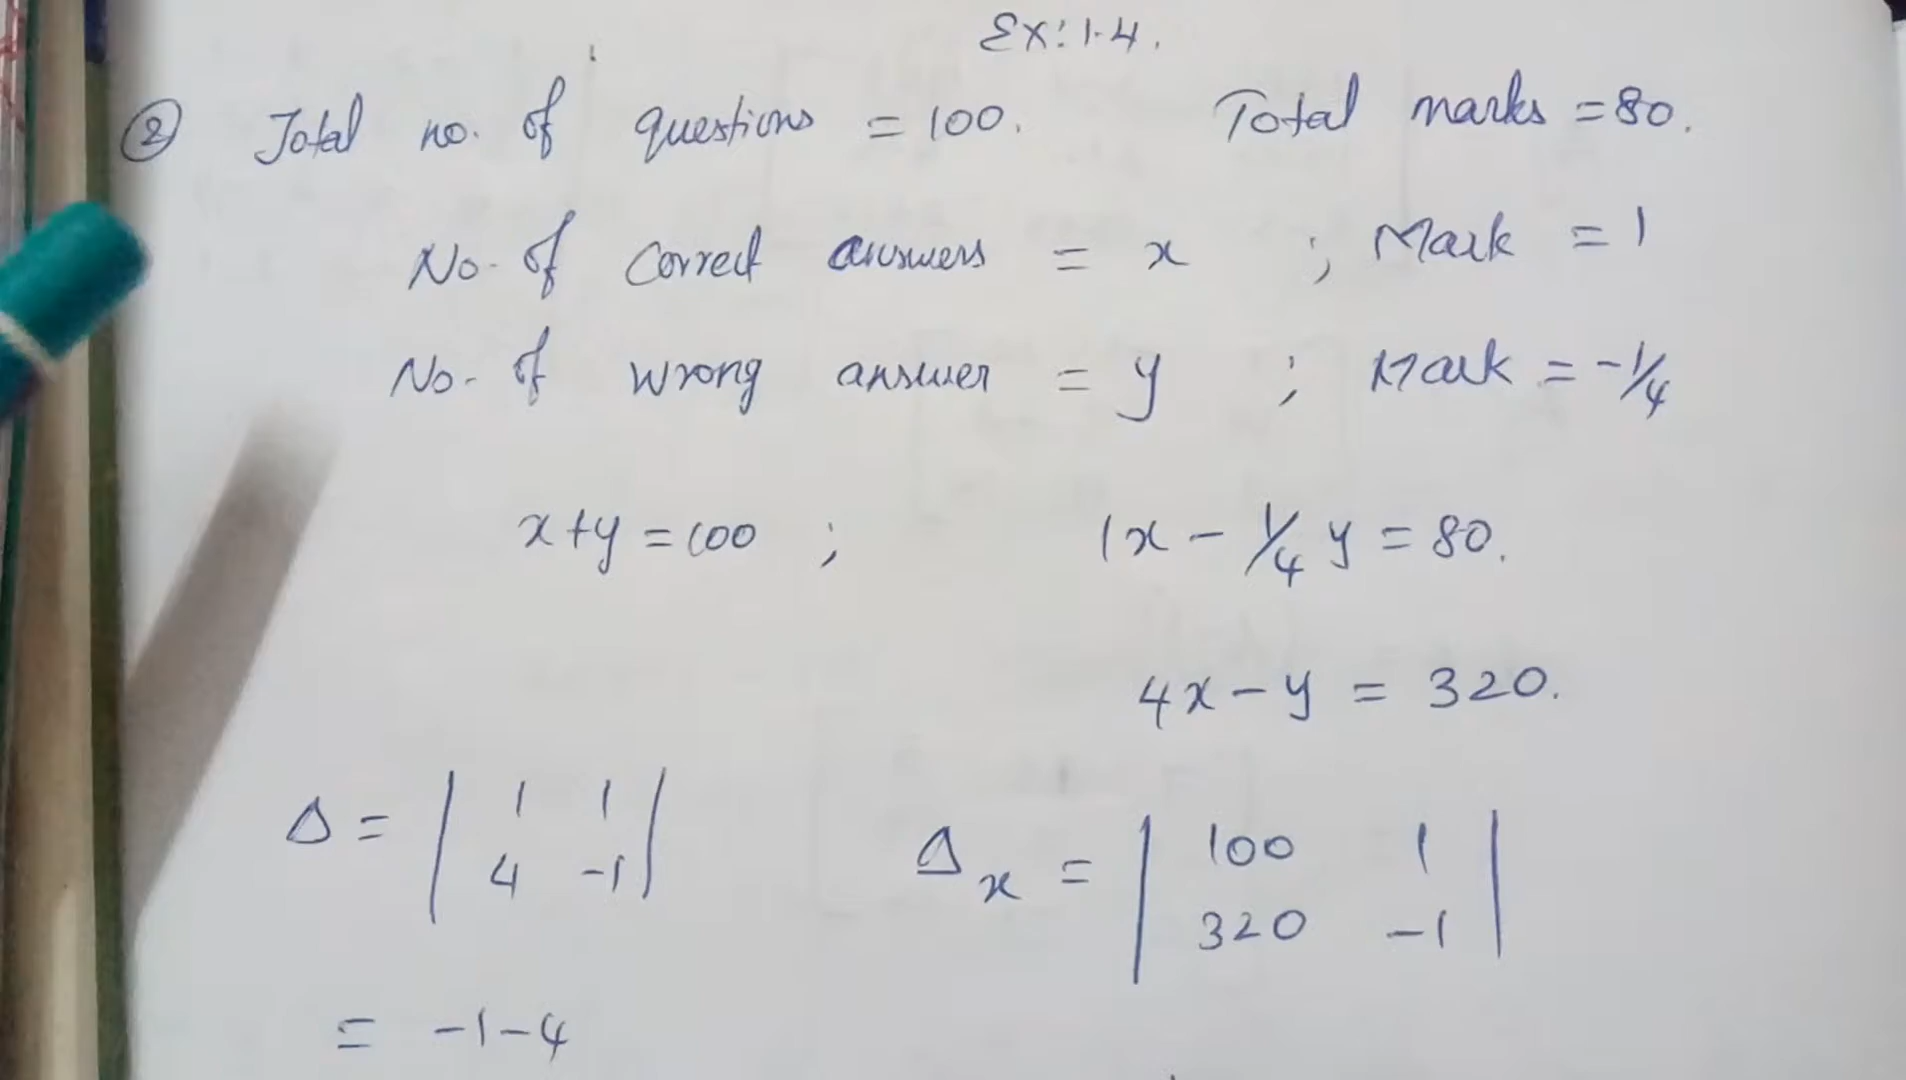 Ex: 1.4.
② Total no. of questions = 100. Total marks = 80.
No. of Correct answers = x ; Mark = 1
No. of wrong answer = y ; Mark = -1/4
x + y = 100 ; 1x - 1/4 y = 80.
4x - y = 320.
Δ = | 1 1 | Δx = | 100 1 |
| 4 -1 | | 320 -1 |
= -1-4